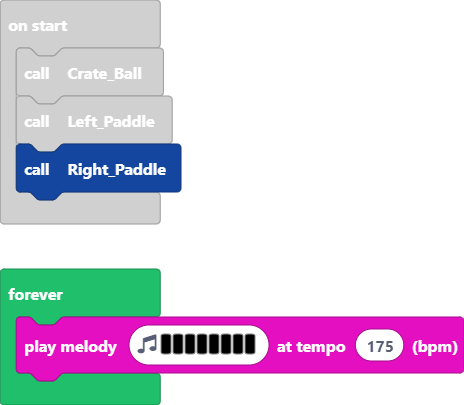 on start
call Crate_Ball
call Left_Paddle
call Right_Paddle
forever
play melody at tempo 175 (bpm)